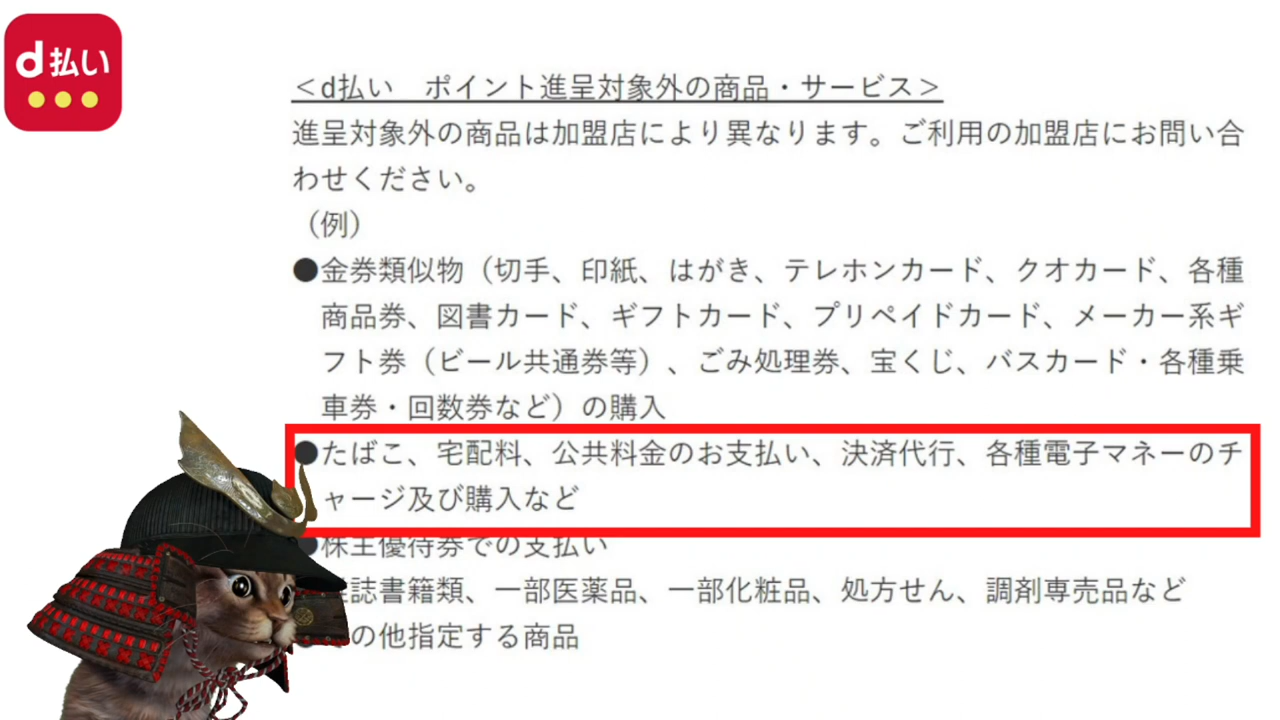 d払い
＜d払い　ポイント進呈対象外の商品・サービス＞
進呈対象外の商品は加盟店により異なります。ご利用の加盟店にお問い合
わせください。
（例）
●金券類似物（切手、印紙、はがき、テレホンカード、クオカード、各種
商品券、図書カード、ギフトカード、プリペイドカード、メーカー系ギ
フト券（ビール共通券等）、ごみ処理券、宝くじ、バスカード・各種乗
車券・回数券など）の購入
●たばこ、宅配料、公共料金のお支払い、決済代行、各種電子マネーのチ
ャージ及び購入など
●株主優待券での支払い
誌書籍類、一部医薬品、一部化粧品、処方せん、調剤専売品など
の他指定する商品